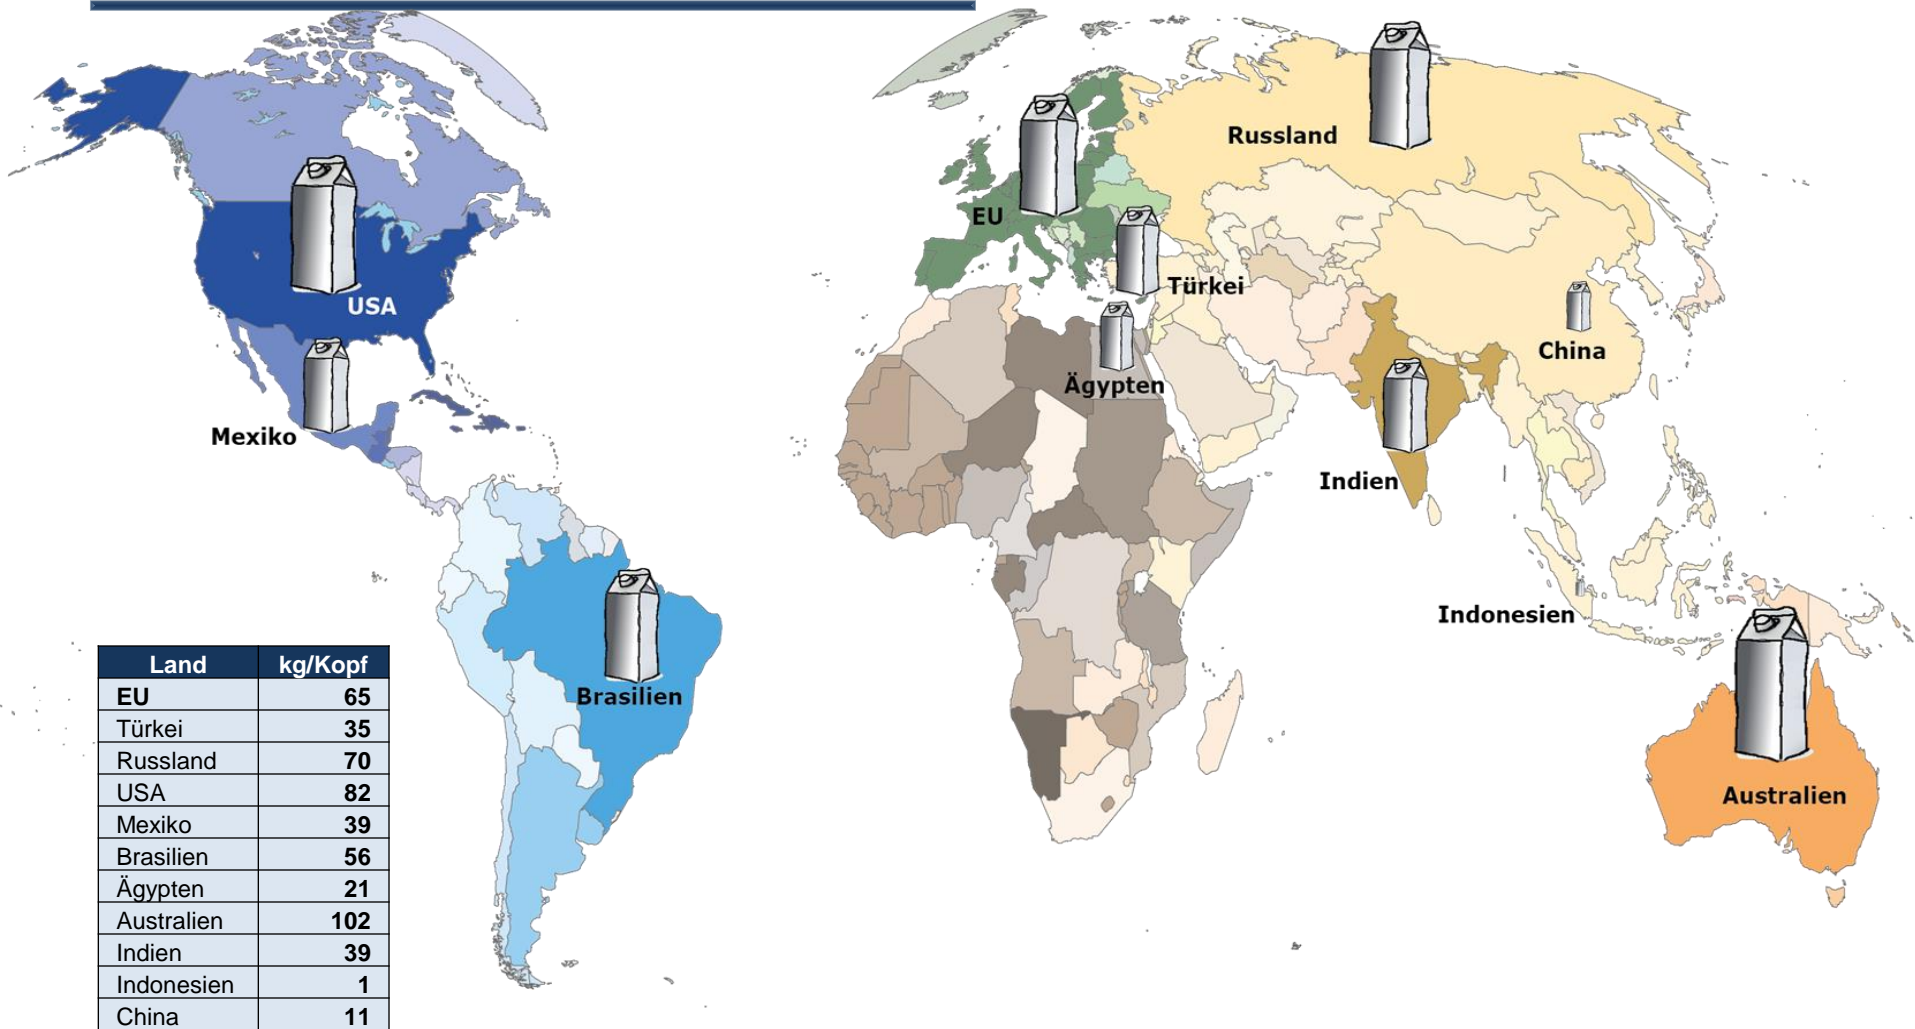 Russland
EU
USA
Türkei
China
Ägypten
Mexiko
Indien
Indonesien
Brasilien
Australien
Land kg/Kopf
EU 65
Türkei 35
Russland 70
USA 82
Mexiko 39
Brasilien 56
Ägypten 21
Australien 102
Indien 39
Indonesien 1
China 11